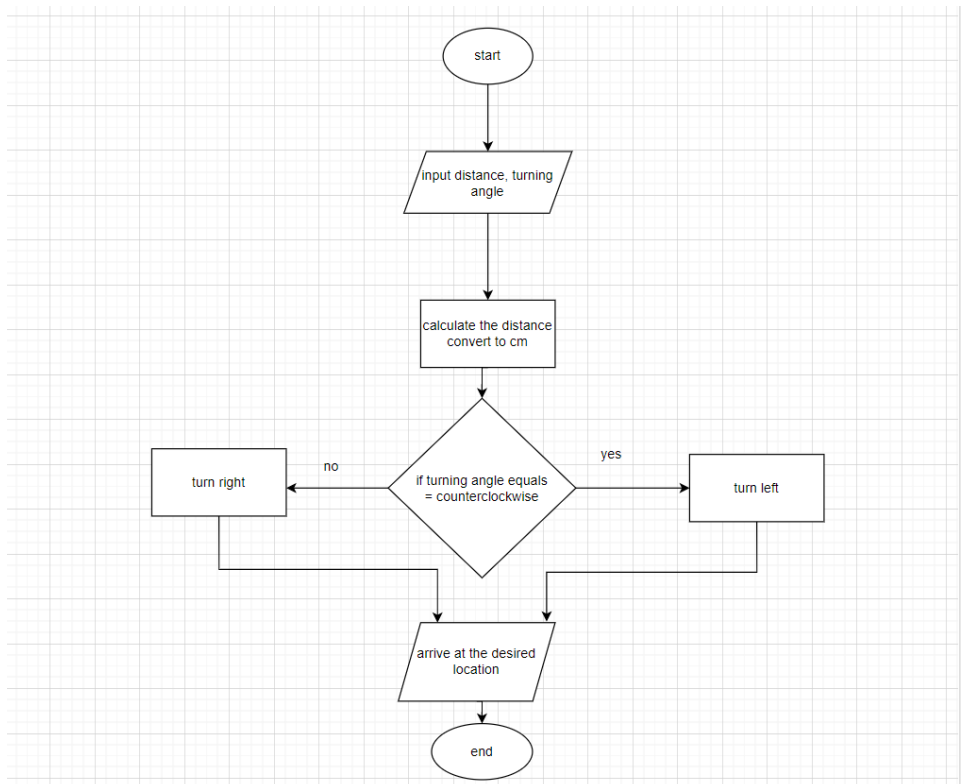 start
input distance, turning
angle
calculate the distance
convert to cm
if turning angle equals
= counterclockwise
no
yes
turn right
turn left
arrive at the desired
location
end